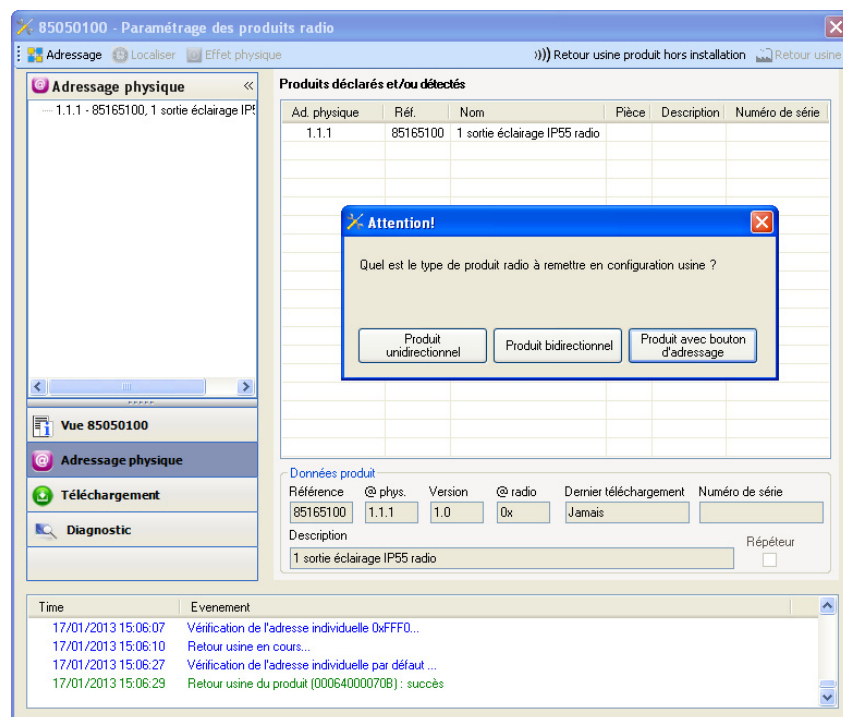 85050100 - Paramétrage des produits radio
Adressage Localiser Effet physique Retour usine produit hors installation Retour usine
Adressage physique «
1.1.1 - 85165100, 1 sortie éclairage IP5
Produits déclarés et/ou détectés
Ad. physique Réf. Nom Pièce Description Numéro de série
1.1.1 85165100 1 sortie éclairage IP55 radio
Attention!
Quel est le type de produit radio à remettre en configuration usine ?
Produit
unidirectionnel
Produit bidirectionnel
Produit avec bouton
d'adressage
Vue 85050100
Adressage physique
Téléchargement
Diagnostic
Données produit
Référence @ phys. Version @ radio Dernier téléchargement Numéro de série
85165100 1.1.1 1.0 0x Jamais
Description
Répéteur
1 sortie éclairage IP55 radio
Time Evenement
17/01/2013 15:06:07 Vérification de l'adresse individuelle 0xFFF0...
17/01/2013 15:06:10 Retour usine en cours...
17/01/2013 15:06:27 Vérification de l'adresse individuelle par défaut ...
17/01/2013 15:06:29 Retour usine du produit (00064000070B) : succès